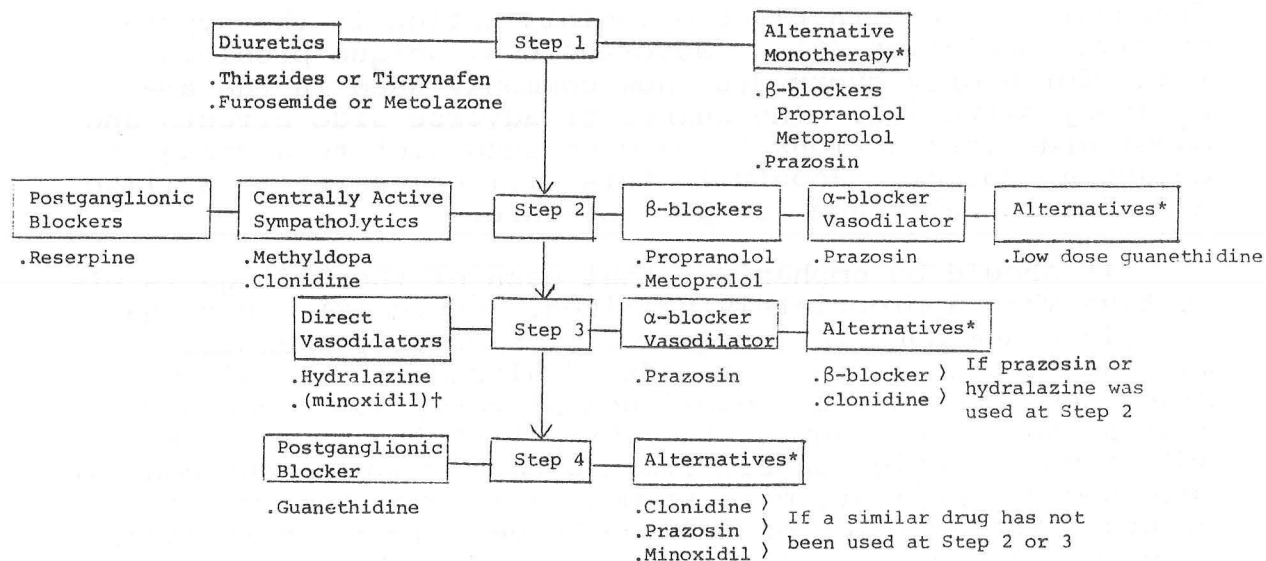 Diuretics
Step 1
Alternative
Monotherapy*
.Thiazides or Ticrynafen
.Furosemide or Metolazone
.β-blockers
Propranolol
Metoprolol
.Prazosin
Postganglionic
Blockers
Centrally Active
Sympatholytics
Step 2
β-blockers
α-blocker
Vasodilator
Alternatives*
.Reserpine
.Methyldopa
.Clonidine
.Propranolol
.Metoprolol
.Prazosin
.Low dose guanethidine
Direct
Vasodilators
Step 3
α-blocker
Vasodilator
Alternatives*
.Hydralazine
.(minoxidil)†
.Prazosin
.β-blocker ⟩
.clonidine ⟩
If prazosin or
hydralazine was
used at Step 2
Postganglionic
Blocker
Step 4
Alternatives*
.Guanethidine
.Clonidine ⟩
.Prazosin ⟩
.Minoxidil ⟩
If a similar drug has not
been used at Step 2 or 3